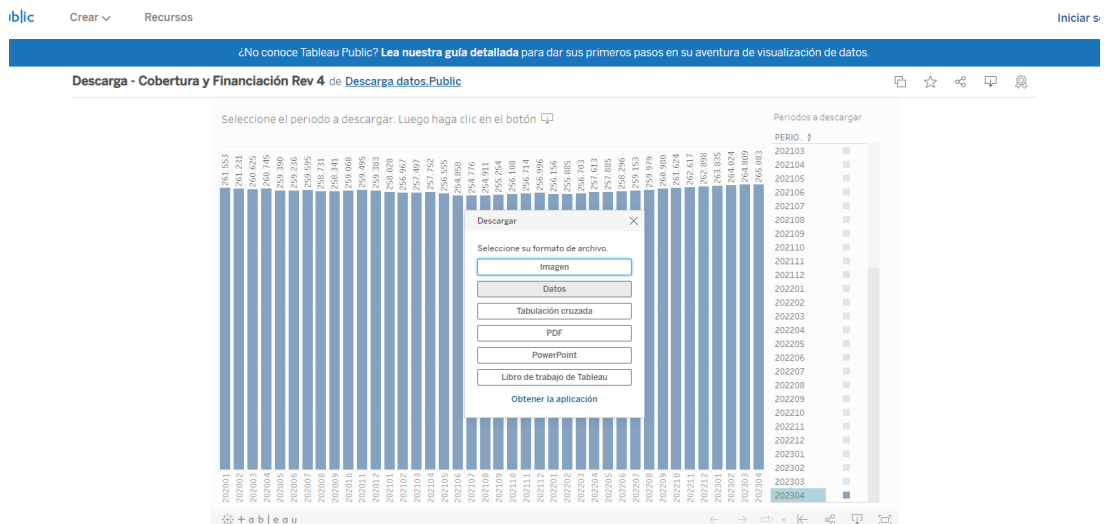 ublic Crear Recursos Iniciar se
¿No conoce Tableau Public? Lea nuestra guía detallada para dar sus primeros pasos en su aventura de visualización de datos.
Descarga - Cobertura y Financiación Rev 4 de Descarga datos.Public
Seleccione el periodo a descargar. Luego haga clic en el botón
261.553 261.231 260.625 260.745 259.390 259.236 259.595 258.731 258.341 259.068 259.495 259.383 258.028 256.967 257.497 257.752 256.555 254.858 254.776 254.911 255.254 256.108 256.714 256.996 256.156 255.885 256.703 257.613 257.885 258.296 259.153 259.979 260.980 261.624 262.617 262.898 263.835 264.024 264.809 265.083
Descargar
Seleccione su formato de archivo.
Imagen
Datos
Tabulación cruzada
PDF
PowerPoint
Libro de trabajo de Tableau
Obtener la aplicación
202001 202002 202003 202004 202005 202006 202007 202008 202009 202010 202011 202012 202101 202102 202103 202104 202105 202106 202107 202108 202109 202110 202111 202112 202201 202202 202203 202204 202205 202206 202207 202208 202209 202210 202211 202212 202301 202302 202303 202304
Periodos a descargar
PERIO..
202103
202104
202105
202106
202107
202108
202109
202110
202111
202112
202201
202202
202203
202204
202205
202206
202207
202208
202209
202210
202211
202212
202301
202302
202303
202304
+ a b | e a u